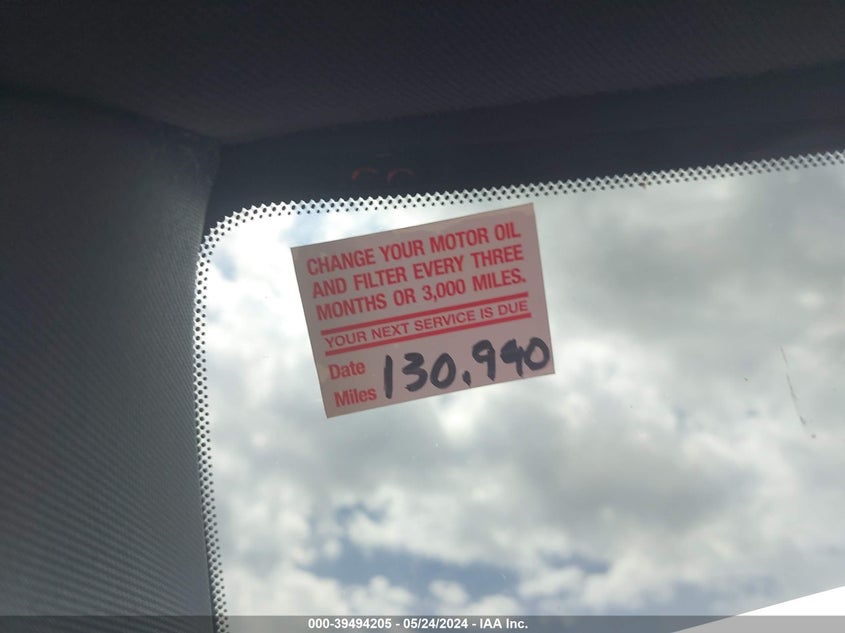 CHANGE YOUR MOTOR OIL
AND FILTER EVERY THREE
MONTHS OR 3,000 MILES.
YOUR NEXT SERVICE IS DUE
Date
Miles 130.990
000-39494205 - 05/24/2024 - IAA Inc.